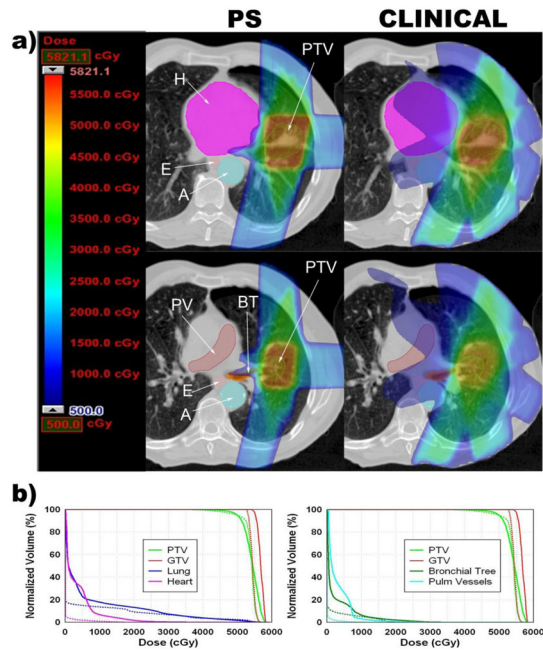 PS CLINICAL
a)
Dose
5821.1 cGy
5821.1
5500.0 cGy
5000.0 cGy
4500.0 cGy
4000.0 cGy
3500.0 cGy
3000.0 cGy
2500.0 cGy
2000.0 cGy
1500.0 cGy
1000.0 cGy
500.0
500.0 cGy
PTV
H
E
A
PTV
BT
PV
E
A
b)
Normalized Volume (%)
100
80
60
40
20
0
PTV
GTV
Lung
Heart
0 1000 2000 3000 4000 5000 6000
Dose (cGy)
Normalized Volume (%)
100
80
60
40
20
0
PTV
GTV
Bronchial Tree
Pulm Vessels
0 1000 2000 3000 4000 5000 6000
Dose (cGy)